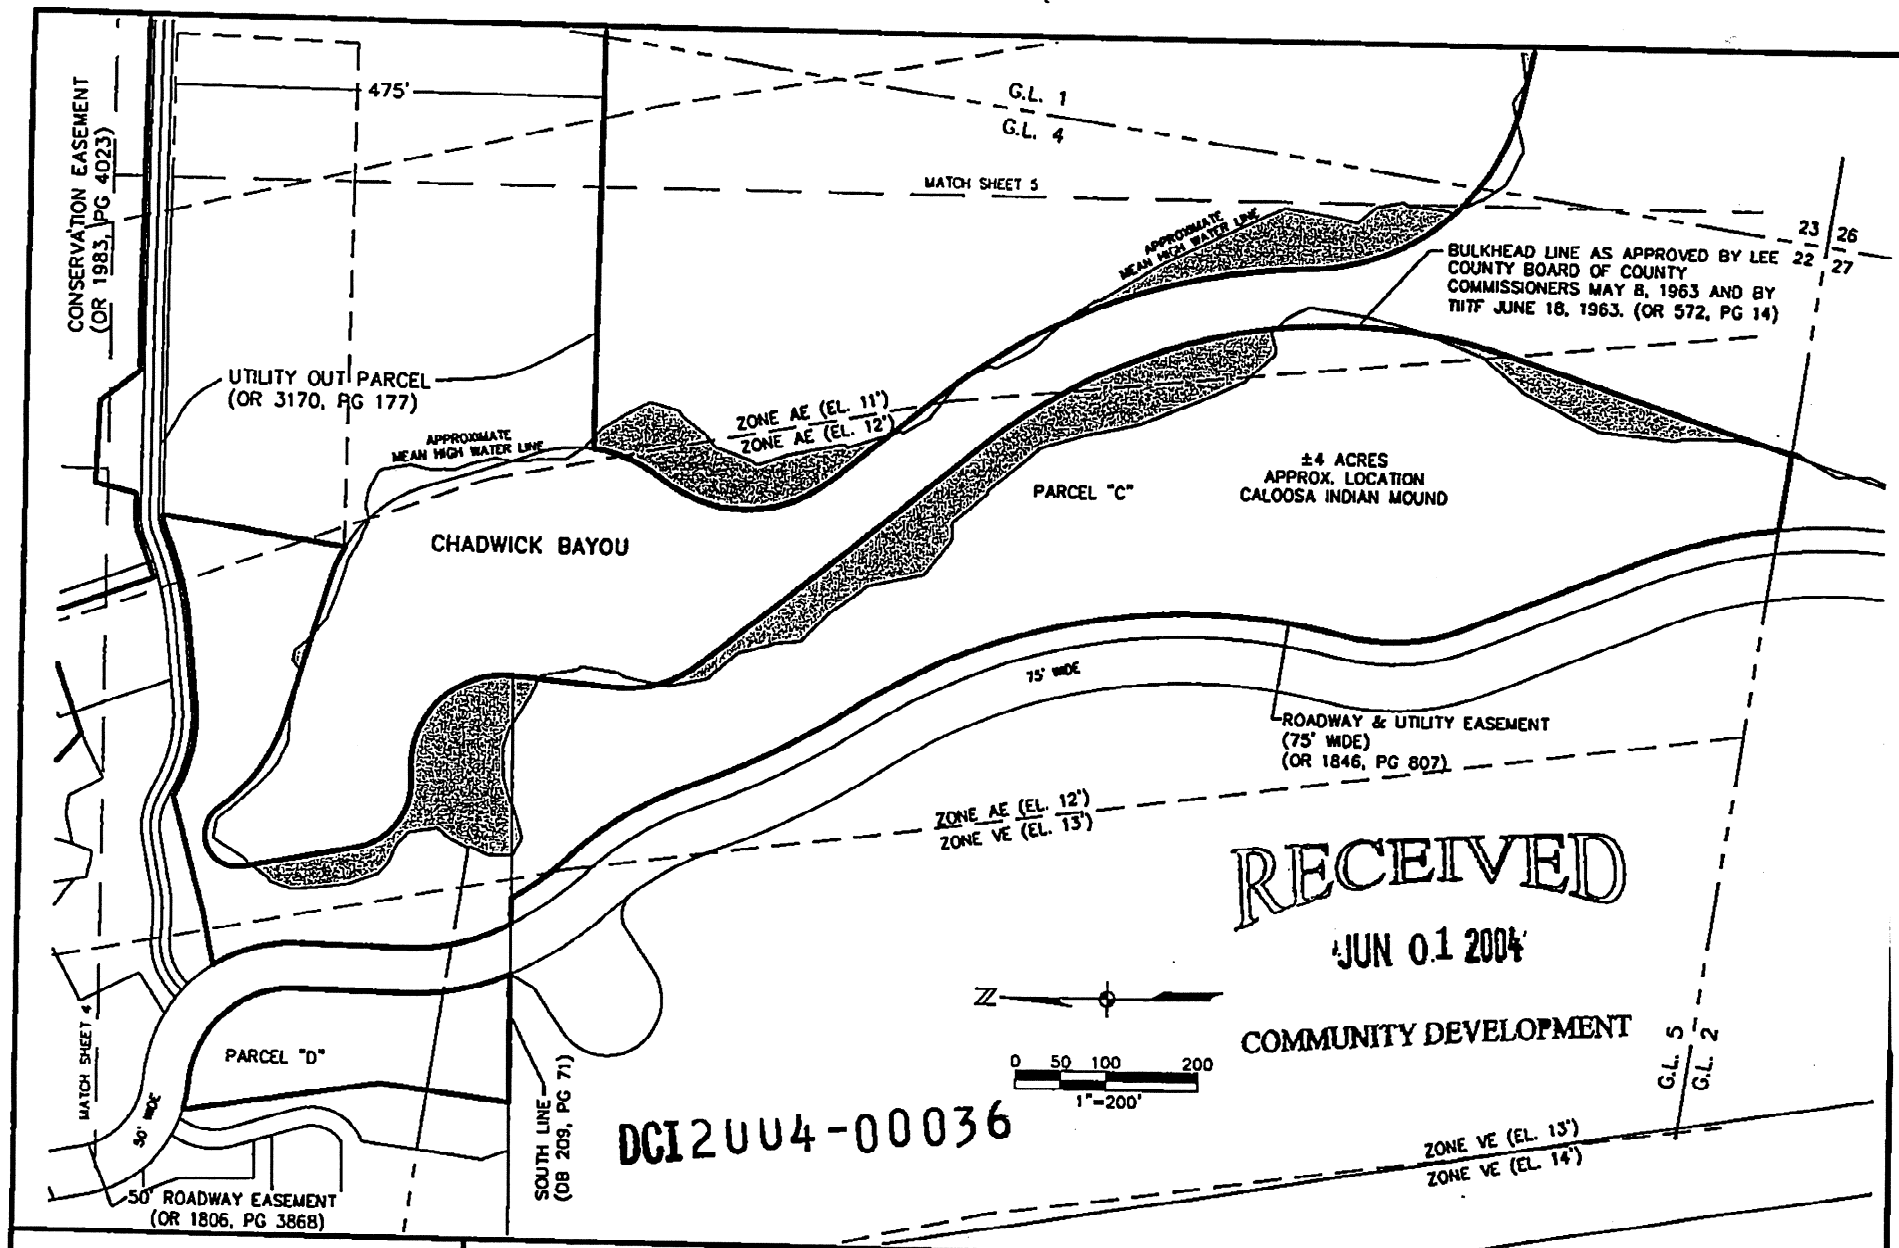 CONSERVATION EASEMENT
(OR 1983, PG 4023)
475'
G.L. 1
G.L. 4
MATCH SHEET 5
APPROXIMATE
MEAN HIGH WATER LINE
23 26
22 27
BULKHEAD LINE AS APPROVED BY LEE
COUNTY BOARD OF COUNTY
COMMISSIONERS MAY 8, 1963 AND BY
TIITF JUNE 18, 1963. (OR 572, PG 14)
UTILITY OUT PARCEL
(OR 3170, PG 177)
ZONE AE (EL. 11')
ZONE AE (EL. 12')
APPROXIMATE
MEAN HIGH WATER LINE
±4 ACRES
APPROX. LOCATION
CALOOSA INDIAN MOUND
PARCEL "C"
CHADWICK BAYOU
75' WIDE
ROADWAY & UTILITY EASEMENT
(75' WIDE)
(OR 1846, PG 807)
ZONE AE (EL. 12')
ZONE VE (EL. 13')
RECEIVED
JUN 01 2004
COMMUNITY DEVELOPMENT
N
0 50 100 200
1"=200'
MATCH SHEET 4
PARCEL "D"
50' WIDE
SOUTH LINE
(DB 209, PG 71)
DCI2004-00036
G.L. 5
G.L. 2
ZONE VE (EL. 13')
ZONE VE (EL. 14')
50' ROADWAY EASEMENT
(OR 1806, PG 3868)